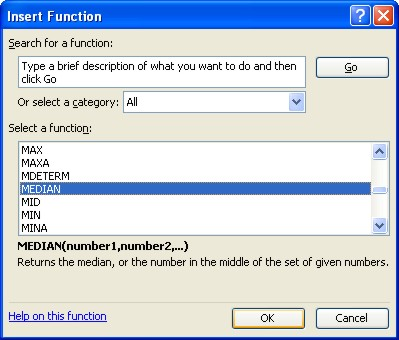 Insert Function
Search for a function:
Type a brief description of what you want to do and then
click Go
Go
Or select a category: All
Select a function:
MAX
MAXA
MDETERM
MEDIAN
MID
MIN
MINA
MEDIAN(number1,number2,...)
Returns the median, or the number in the middle of the set of given numbers.
Help on this function
OK
Cancel